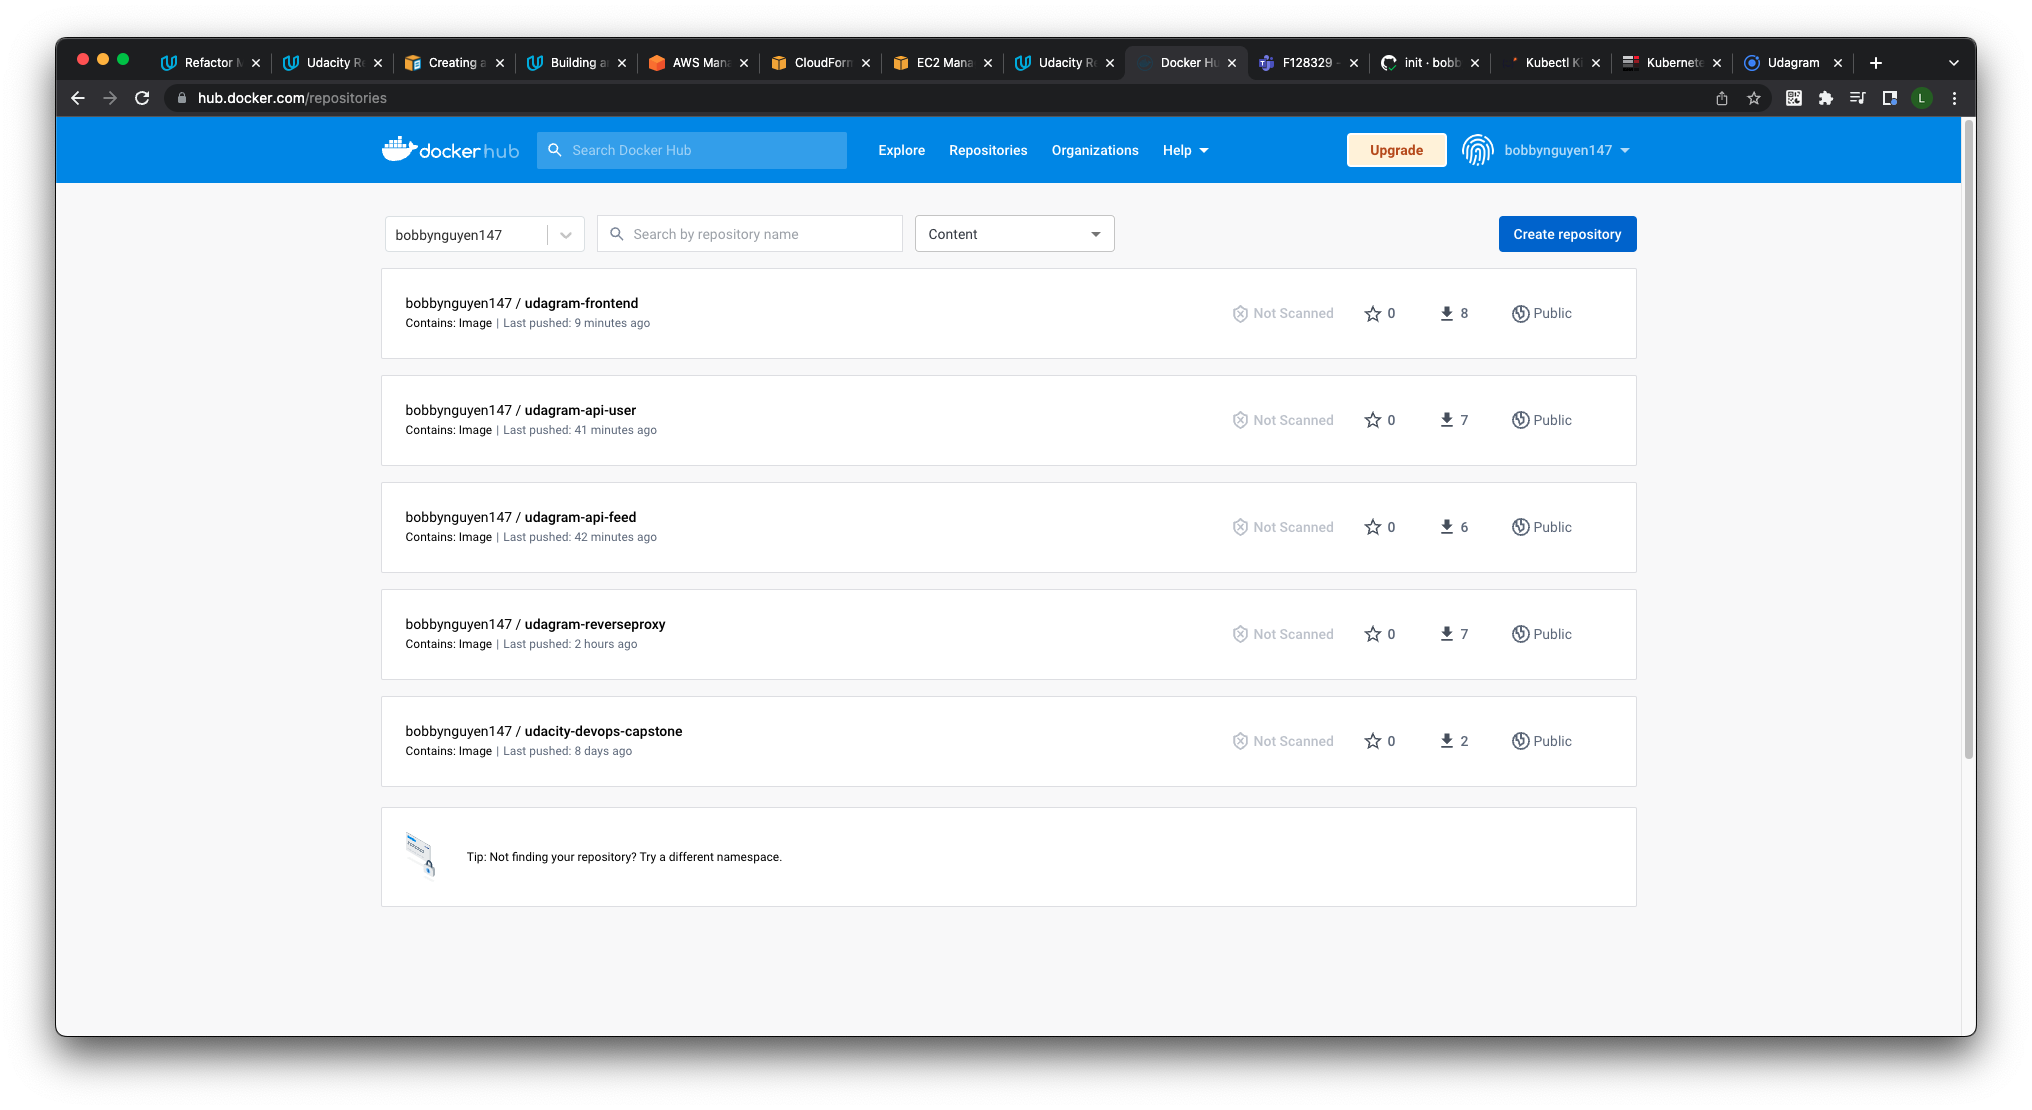 Refactor M
Udacity Re
Creating a
Building a
AWS Mana
CloudForm
EC2 Mana
Udacity Re
Docker Hu
F128329 -
init · bobb
Kubectl K
Kubernete
Udagram
hub.docker.com/repositories
L
docker hub
Search Docker Hub
Explore
Repositories
Organizations
Help
Upgrade
bobbynguyen147
bobbynguyen147
Search by repository name
Content
Create repository
bobbynguyen147 / udagram-frontend
Contains: Image | Last pushed: 9 minutes ago
Not Scanned
0
8
Public
bobbynguyen147 / udagram-api-user
Contains: Image | Last pushed: 41 minutes ago
Not Scanned
0
7
Public
bobbynguyen147 / udagram-api-feed
Contains: Image | Last pushed: 42 minutes ago
Not Scanned
0
6
Public
bobbynguyen147 / udagram-reverseproxy
Contains: Image | Last pushed: 2 hours ago
Not Scanned
0
7
Public
bobbynguyen147 / udacity-devops-capstone
Contains: Image | Last pushed: 8 days ago
Not Scanned
0
2
Public
Tip: Not finding your repository? Try a different namespace.